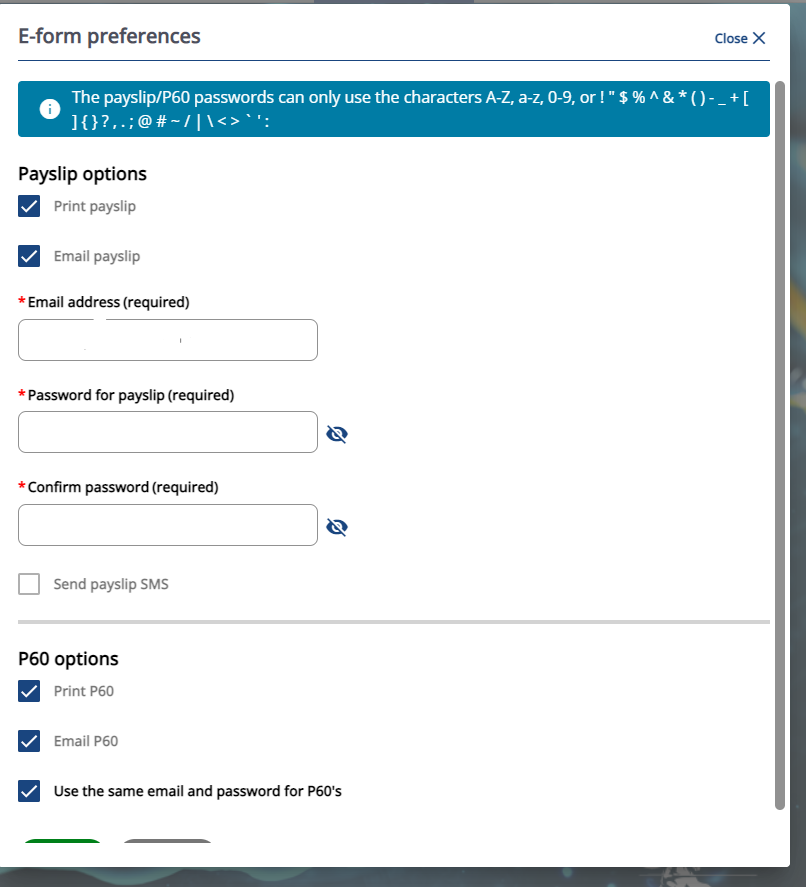 E-form preferences
Close
The payslip/P60 passwords can only use the characters A-Z, a-z, 0-9, or ! " $ % ^ & * ( ) - _ + [
] { } ? , . ; @ # ~ / | \ < > ` ' :
Payslip options
Print payslip
Email payslip
* Email address (required)
* Password for payslip (required)
* Confirm password (required)
Send payslip SMS
P60 options
Print P60
Email P60
Use the same email and password for P60's